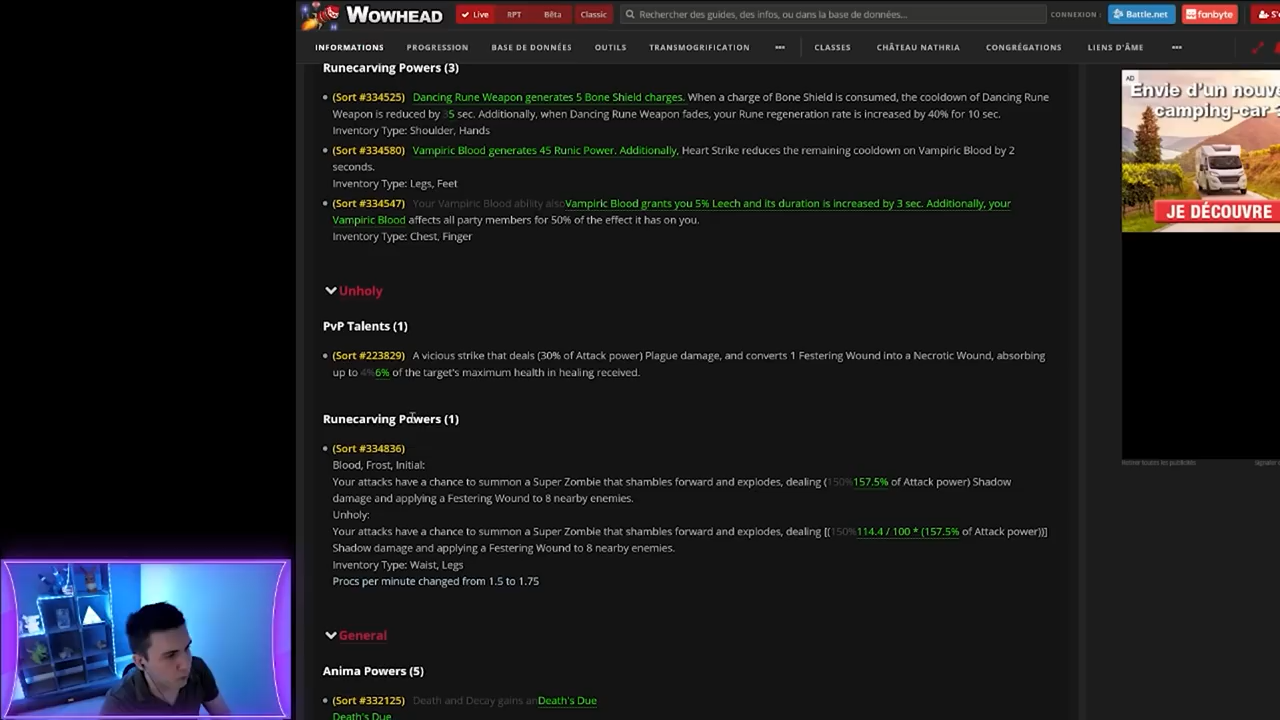 WOWHEAD
Live
RPT
Bêta
Classic
Rechercher des guides, des infos, ou dans la base de données...
CONNEXION :
Battle.net
fanbyte
INFORMATIONS
PROGRESSION
BASE DE DONNÉES
OUTILS
TRANSMOGRIFICATION
CLASSES
CHÂTEAU NATHRIA
CONGRÉGATIONS
LIENS D'ÂME
Runecarving Powers (3)
(Sort #334525) Dancing Rune Weapon generates 5 Bone Shield charges. When a charge of Bone Shield is consumed, the cooldown of Dancing Rune
Weapon is reduced by 5 sec. Additionally, when Dancing Rune Weapon fades, your Rune regeneration rate is increased by 40% for 10 sec.
Inventory Type: Shoulder, Hands
(Sort #334580) Vampiric Blood generates 45 Runic Power. Additionally, Heart Strike reduces the remaining cooldown on Vampiric Blood by 2
seconds.
Inventory Type: Legs, Feet
(Sort #334547) Your Vampiric Blood ability alsoVampiric Blood grants you 5% Leech and its duration is increased by 3 sec. Additionally, your
Vampiric Blood affects all party members for 50% of the effect it has on you.
Inventory Type: Chest, Finger
Unholy
PvP Talents (1)
(Sort #223829) A vicious strike that deals (30% of Attack power) Plague damage, and converts 1 Festering Wound into a Necrotic Wound, absorbing
up to 4%6% of the target's maximum health in healing received.
Runecarving Powers (1)
(Sort #334836)
Blood, Frost, Initial:
Your attacks have a chance to summon a Super Zombie that shambles forward and explodes, dealing (150%157.5% of Attack power) Shadow
damage and applying a Festering Wound to 8 nearby enemies.
Unholy:
Your attacks have a chance to summon a Super Zombie that shambles forward and explodes, dealing [(150%114.4 / 100 * (157.5% of Attack power)]
Shadow damage and applying a Festering Wound to 8 nearby enemies.
Inventory Type: Waist, Legs
Procs per minute changed from 1.5 to 1.75
General
Anima Powers (5)
(Sort #332125) Death and Decay gains anDeath's Due
Death's Due
AD
Envie d'un nouv
camping-car ?
JE DÉCOUVRE
Retirer toutes les publicités